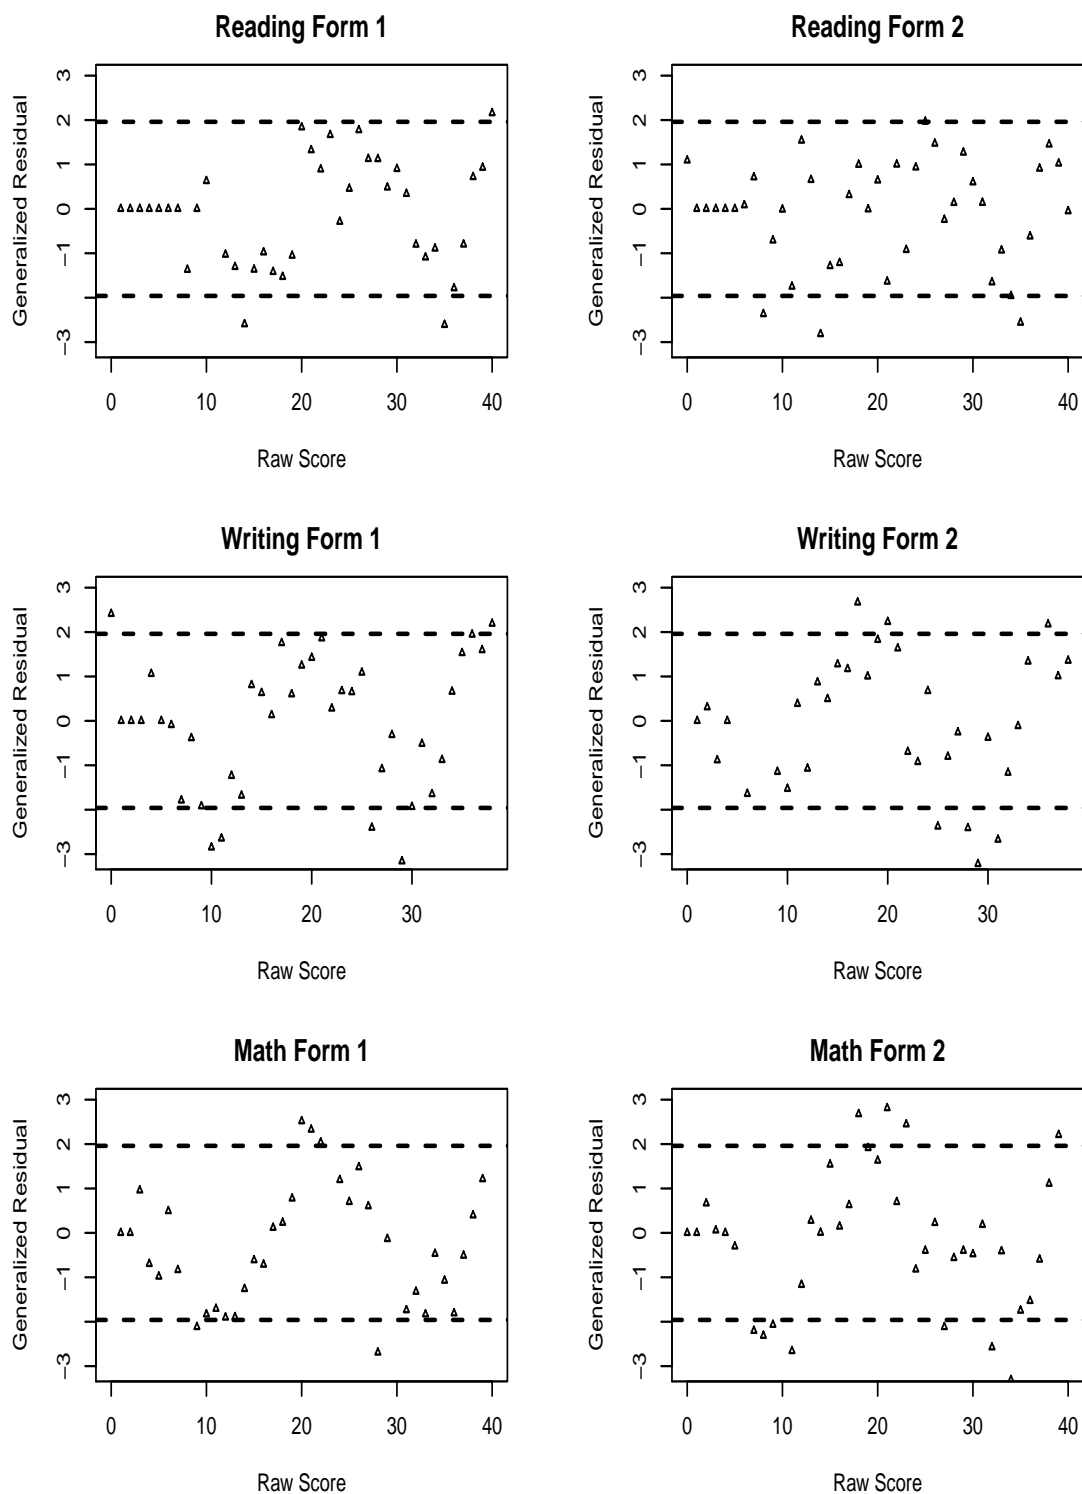 Reading Form 1
Generalized Residual
3
2
1
0
−1
−3
0 10 20 30 40
Raw Score
Reading Form 2
Generalized Residual
3
2
1
0
−1
−3
0 10 20 30 40
Raw Score
Writing Form 1
Generalized Residual
3
2
1
0
−1
−3
0 10 20 30
Raw Score
Writing Form 2
Generalized Residual
3
2
1
0
−1
−3
0 10 20 30
Raw Score
Math Form 1
Generalized Residual
3
2
1
0
−1
−3
0 10 20 30 40
Raw Score
Math Form 2
Generalized Residual
3
2
1
0
−1
−3
0 10 20 30 40
Raw Score